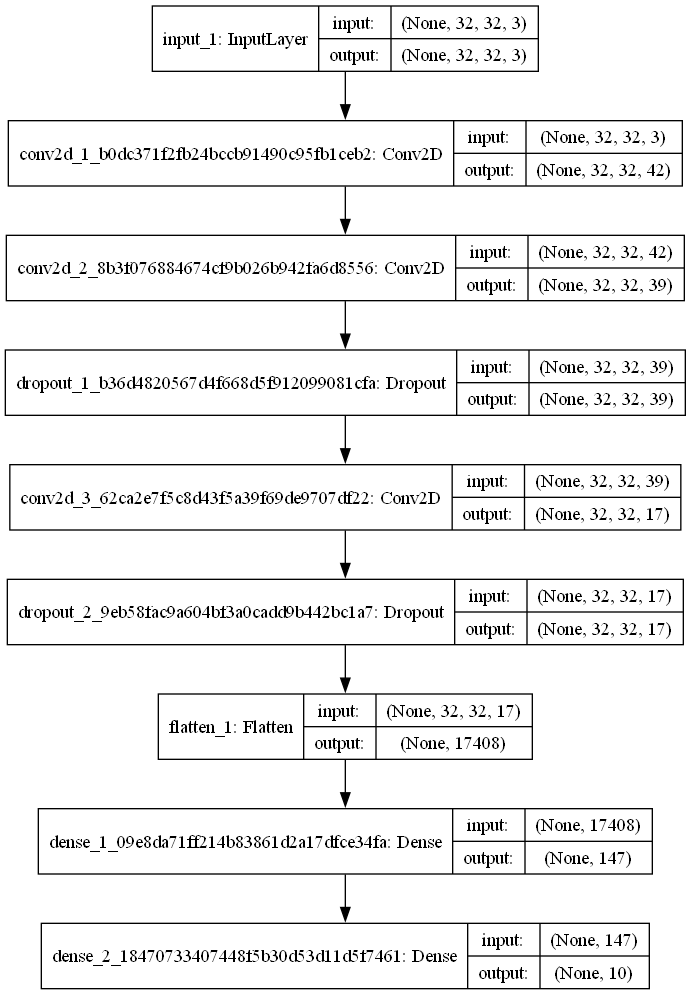 input_1: InputLayer
input: (None, 32, 32, 3)
output: (None, 32, 32, 3)
conv2d_1_b0dc371f2fb24bccb91490c95fb1ceb2: Conv2D
input: (None, 32, 32, 3)
output: (None, 32, 32, 42)
conv2d_2_8b3f076884674cf9b026b942fa6d8556: Conv2D
input: (None, 32, 32, 42)
output: (None, 32, 32, 39)
dropout_1_b36d4820567d4f668d5f912099081cfa: Dropout
input: (None, 32, 32, 39)
output: (None, 32, 32, 39)
conv2d_3_62ca2e7f5c8d43f5a39f69de9707df22: Conv2D
input: (None, 32, 32, 39)
output: (None, 32, 32, 17)
dropout_2_9eb58fac9a604bf3a0cadd9b442bc1a7: Dropout
input: (None, 32, 32, 17)
output: (None, 32, 32, 17)
flatten_1: Flatten
input: (None, 32, 32, 17)
output: (None, 17408)
dense_1_09e8da71ff214b83861d2a17dfce34fa: Dense
input: (None, 17408)
output: (None, 147)
dense_2_18470733407448f5b30d53d11d5f7461: Dense
input: (None, 147)
output: (None, 10)